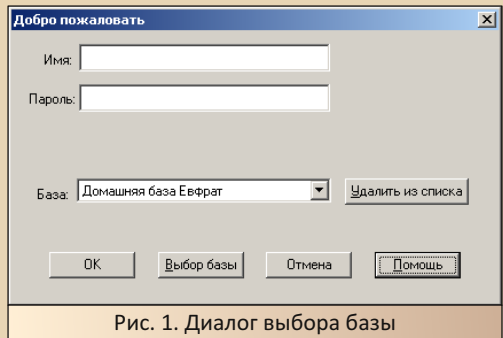 Добро пожаловать
Имя:
Пароль:
База: Домашняя база Евфрат Удалить из списка
OK Выбор базы Отмена Помощь
Рис. 1. Диалог выбора базы